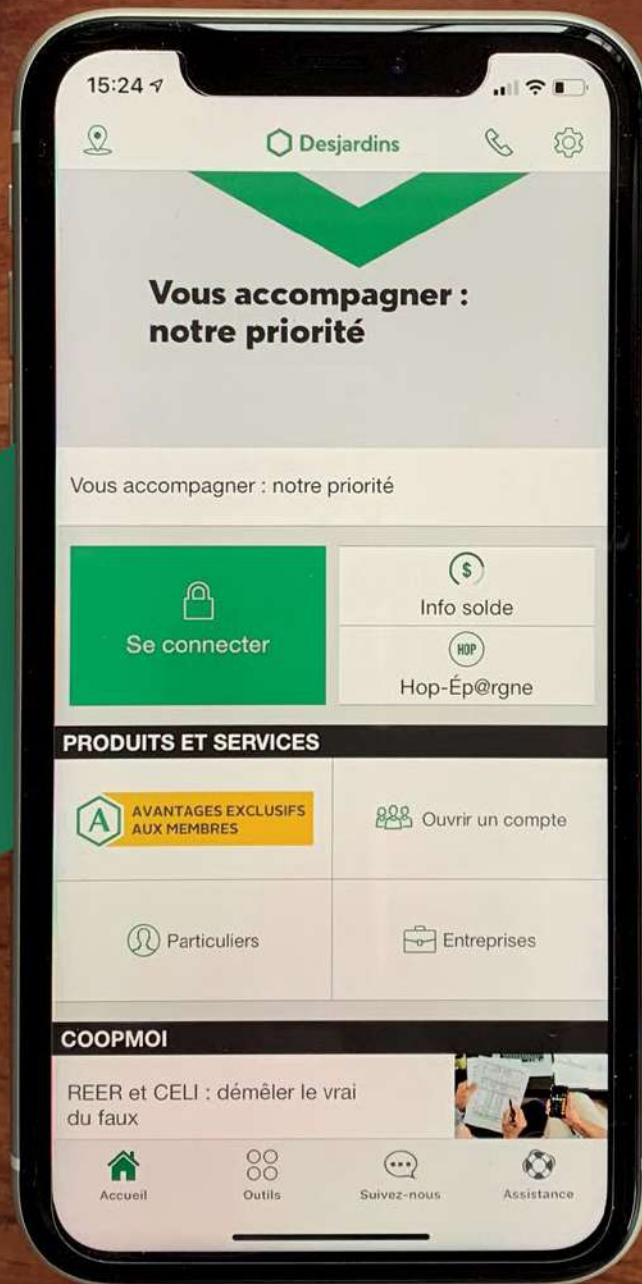 15:24
Desjardins
Vous accompagner :
notre priorité
Vous accompagner : notre priorité
Se connecter
$
Info solde
HOP
Hop-Ép@rgne
PRODUITS ET SERVICES
A
AVANTAGES EXCLUSIFS
AUX MEMBRES
Ouvrir un compte
Particuliers
Entreprises
COOPMOI
REER et CELI : démêler le vrai
du faux
Accueil
Outils
Suivez-nous
Assistance